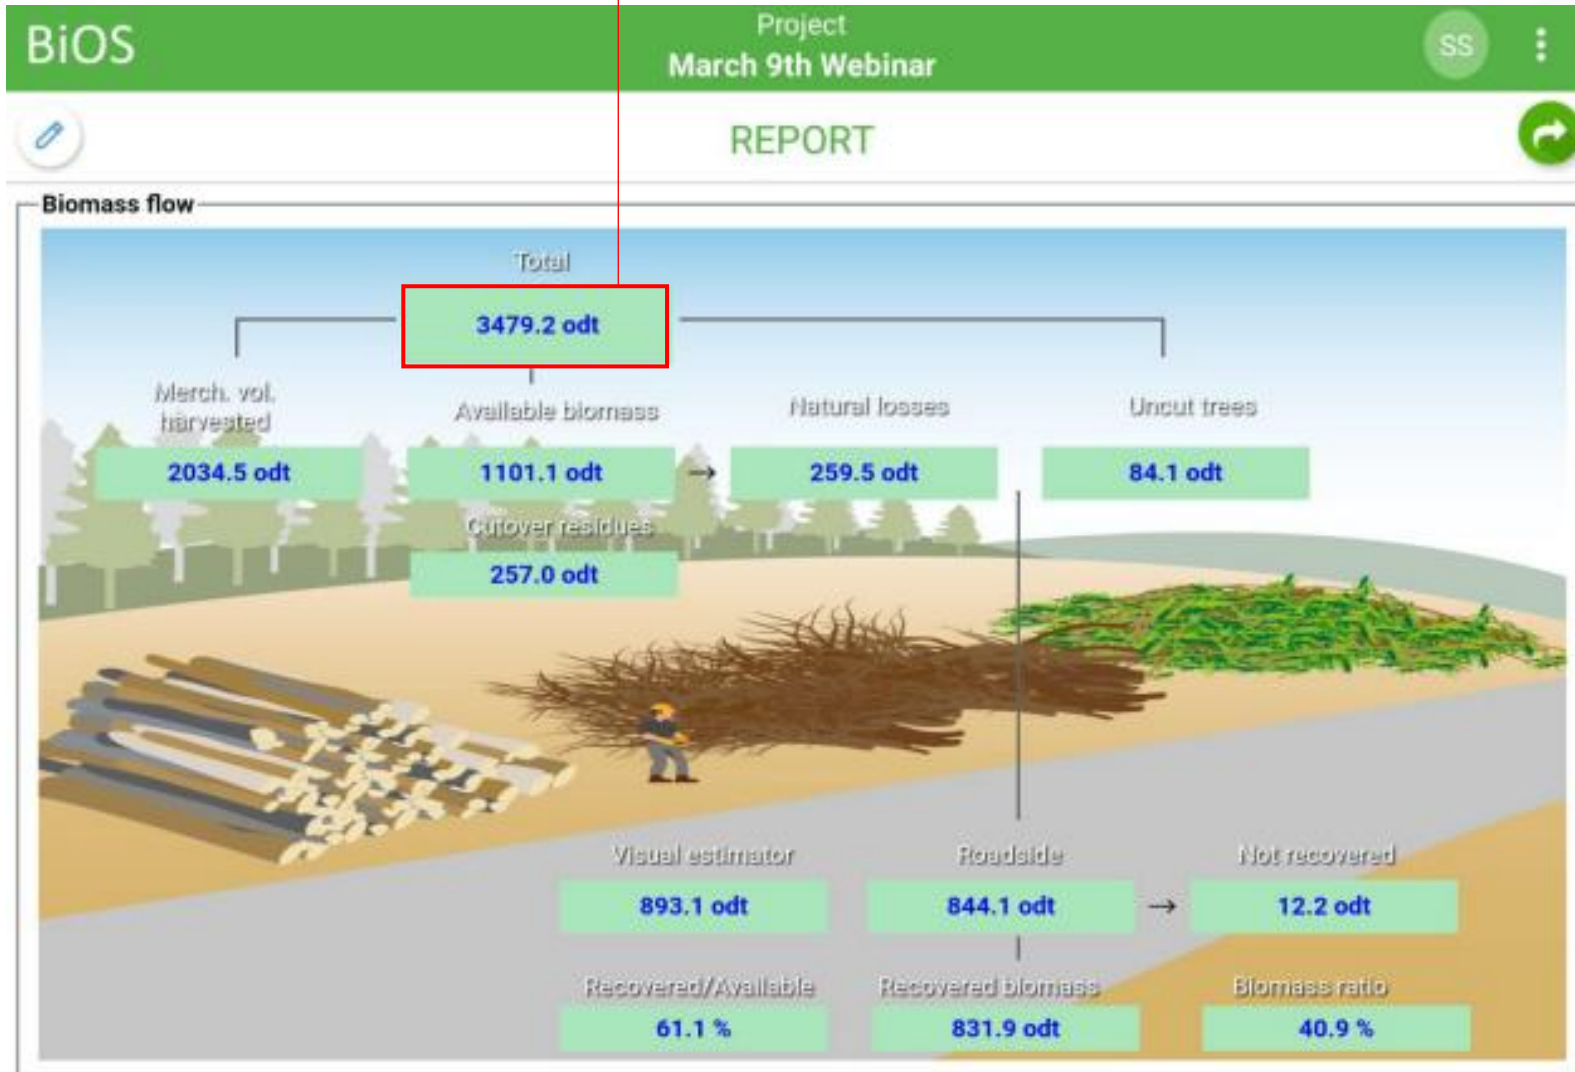 BiOS
Project
March 9th Webinar
SS
REPORT
Biomass flow
Total
3479.2 odt
Merch. vol.
harvested
Available biomass
Natural losses
Uncut trees
2034.5 odt
1101.1 odt
→
259.5 odt
84.1 odt
Cutover residues
257.0 odt
Visual estimator
Roadside
Not recovered
893.1 odt
844.1 odt
→
12.2 odt
Recovered/Available
Recovered biomass
Biomass ratio
61.1 %
831.9 odt
40.9 %